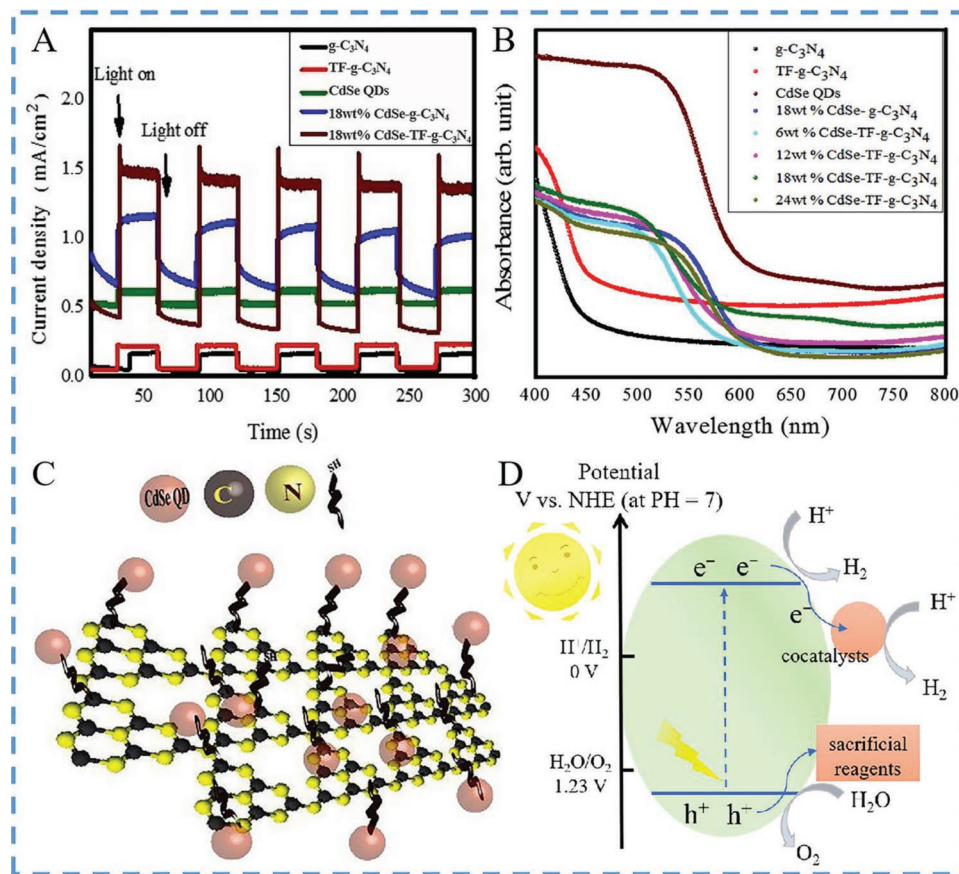 A
Light on
Light off
g-C₃N₄
TF-g-C₃N₄
CdSe QDs
18wt% CdSe-g-C₃N₄
18wt% CdSe-TF-g-C₃N₄
Current density ( mA/cm²)
2.0
1.5
1.0
0.5
0.0
50
100
150
200
250
300
Time (s)
B
g-C₃N₄
TF-g-C₃N₄
CdSe QDs
18wt % CdSe- g-C₃N₄
6wt % CdSe-TF-g-C₃N₄
12wt % CdSe-TF-g-C₃N₄
18wt % CdSe-TF-g-C₃N₄
24wt % CdSe-TF-g-C₃N₄
Absorbance (arb. unit)
400
450
500
550
600
650
700
750
800
Wavelength (nm)
C
CdSe QD
C
N
SH
SH
D
Potential
V vs. NHE (at PH = 7)
H⁺/H₂
0 V
H₂O/O₂
1.23 V
e⁻ e⁻
H⁺
H₂
e⁻
cocatalysts
H⁺
H₂
sacrificial
reagents
h⁺ h⁺
H₂O
O₂